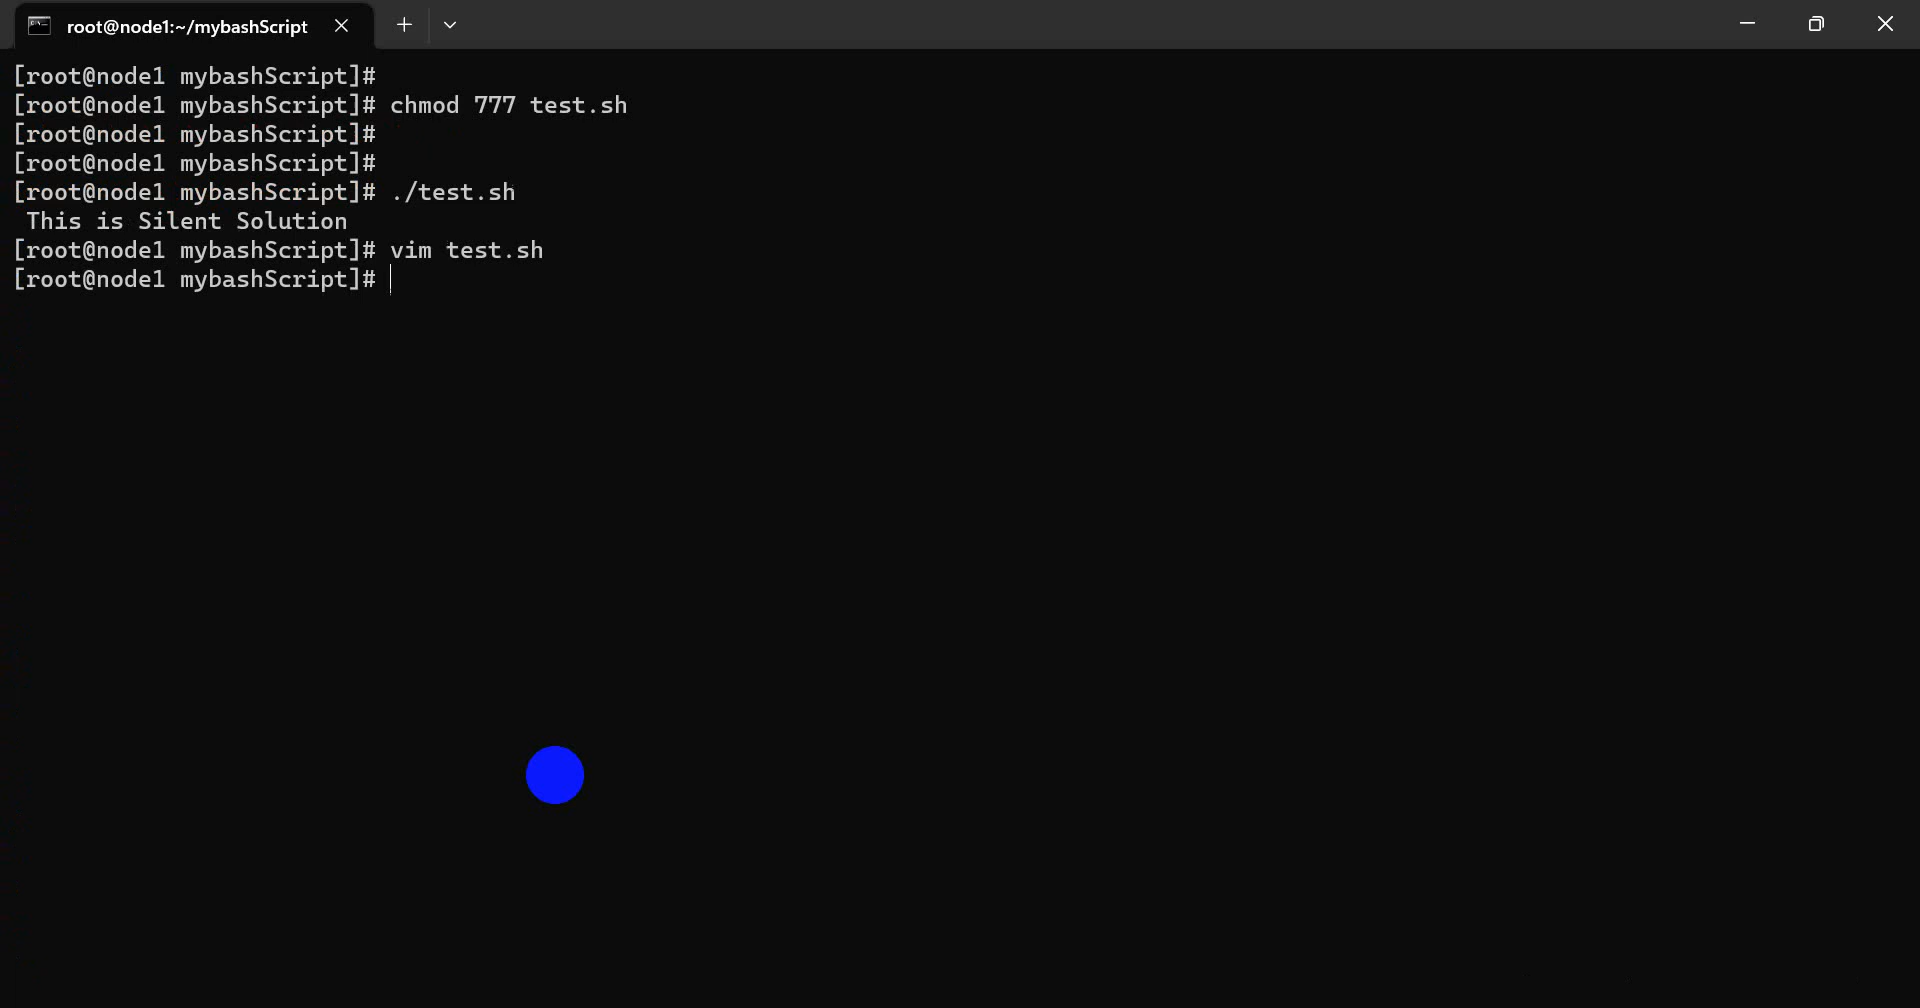 root@node1:~/mybashScript
[root@node1 mybashScript]#
[root@node1 mybashScript]# chmod 777 test.sh
[root@node1 mybashScript]#
[root@node1 mybashScript]#
[root@node1 mybashScript]# ./test.sh
 This is Silent Solution
[root@node1 mybashScript]# vim test.sh
[root@node1 mybashScript]#